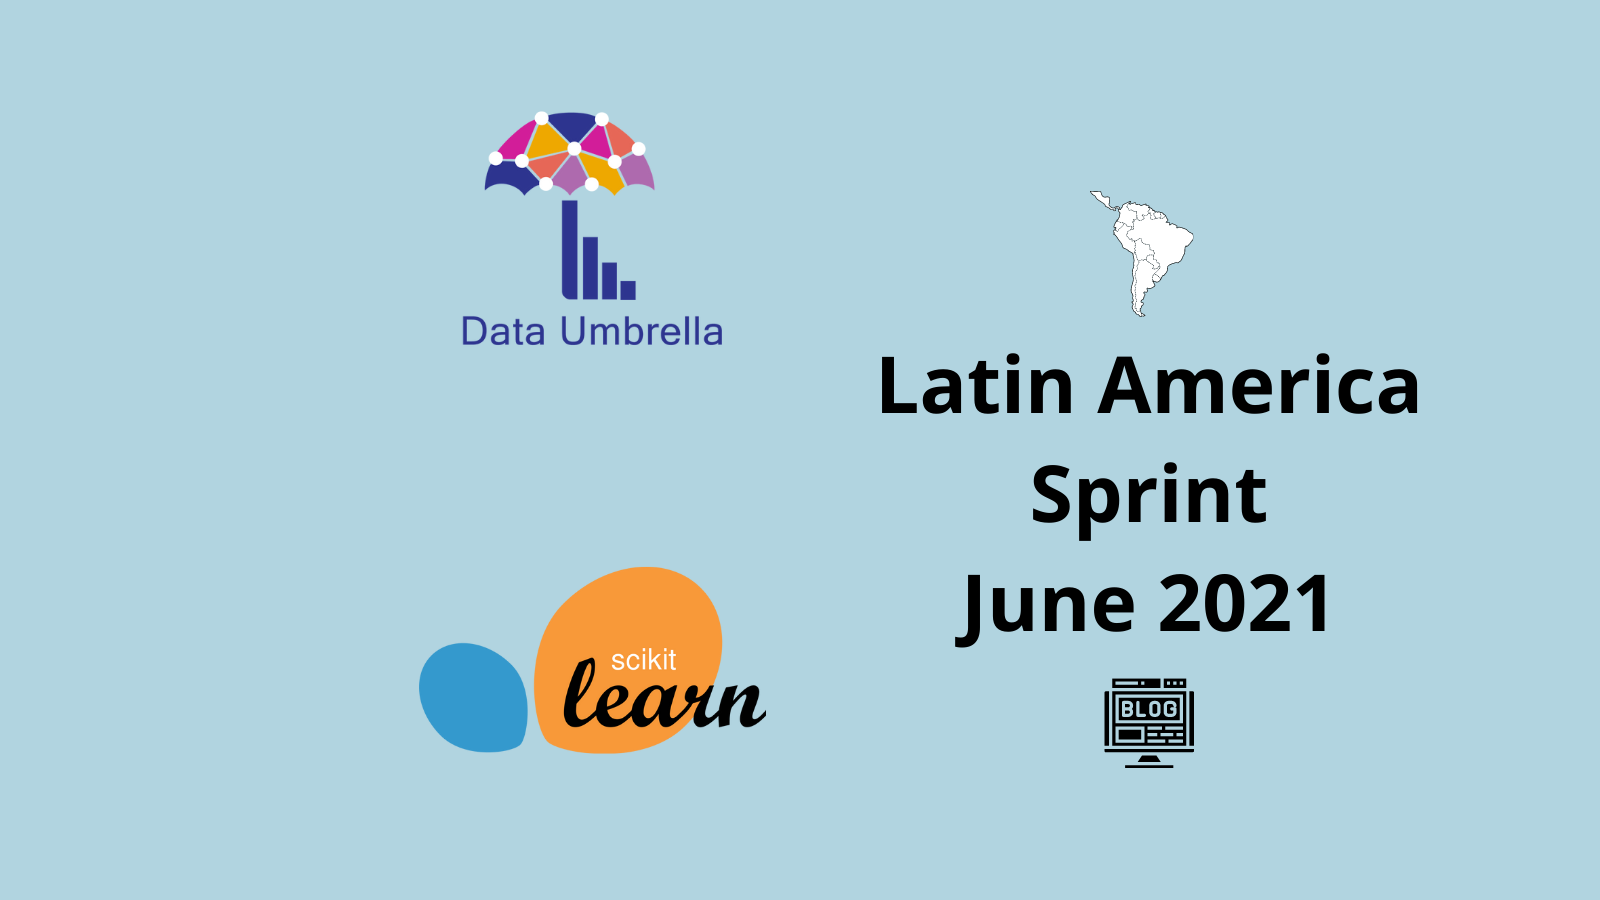 Data Umbrella
scikit
learn
Latin America
Sprint
June 2021
BLOG